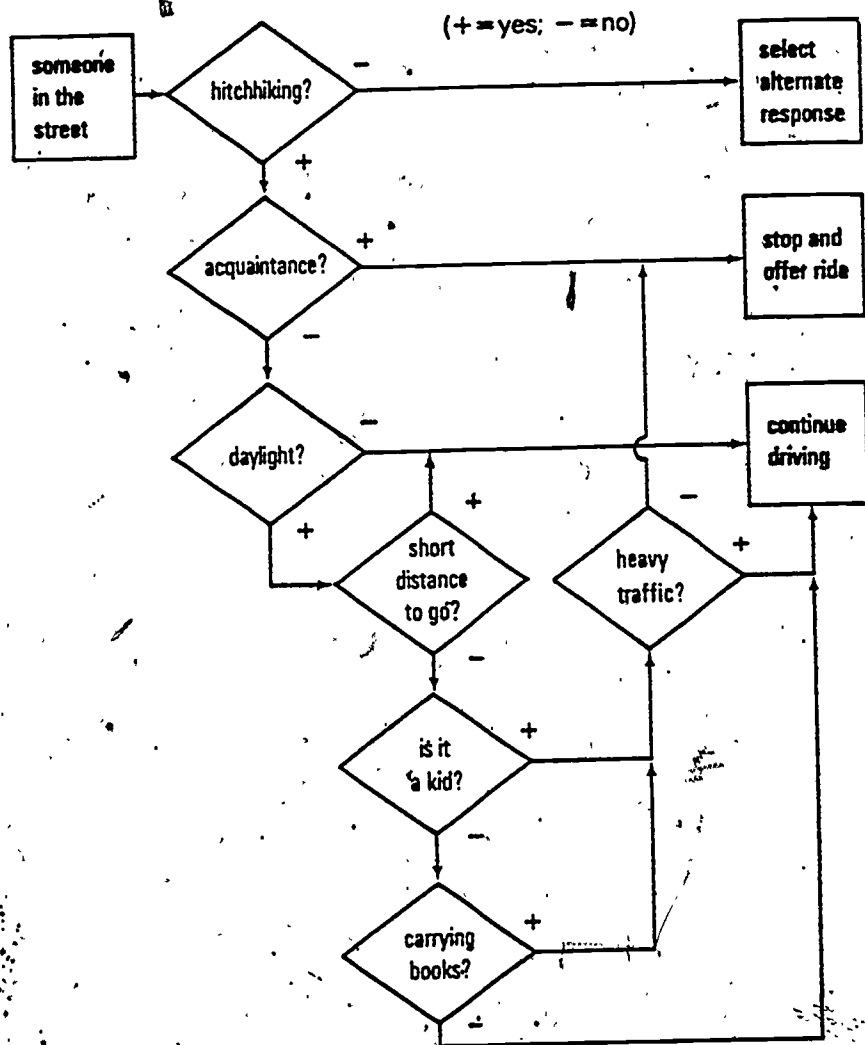 (+ = yes; – = no)
someone
in the
street
hitchhiking?
–
select
alternate
response
+
acquaintance?
+
stop and
offer ride
–
daylight?
–
continue
driving
+
short
distance
to go?
+
heavy
traffic?
–
+
–
is it
a kid?
+
–
carrying
books?
+
–